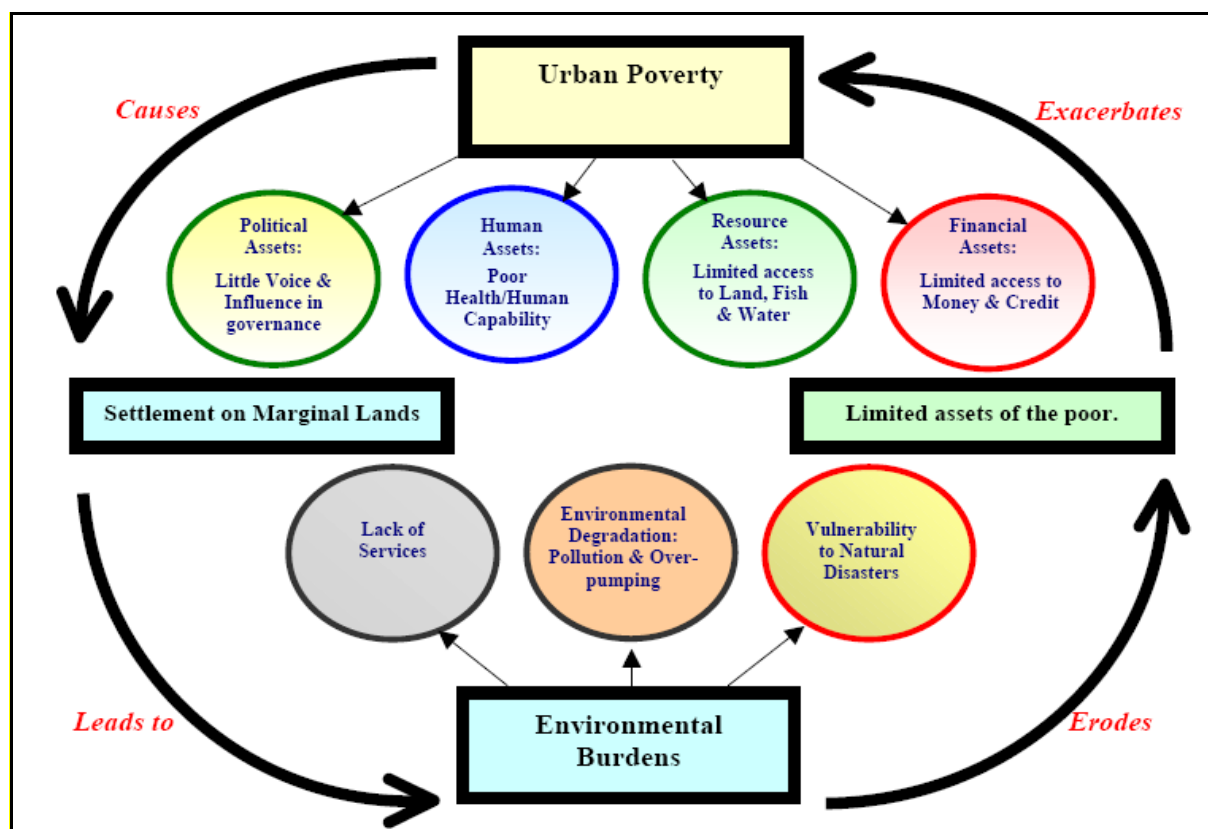 Urban Poverty
Causes
Exacerbates
Political
Assets:
Little Voice &
Influence in
governance
Human
Assets:
Poor
Health/Human
Capability
Resource
Assets:
Limited access
to Land, Fish
& Water
Financial
Assets:
Limited access to
Money & Credit
Settlement on Marginal Lands
Limited assets of the poor.
Lack of
Services
Environmental
Degradation:
Pollution & Over-
pumping
Vulnerability
to Natural
Disasters
Leads to
Environmental
Burdens
Erodes